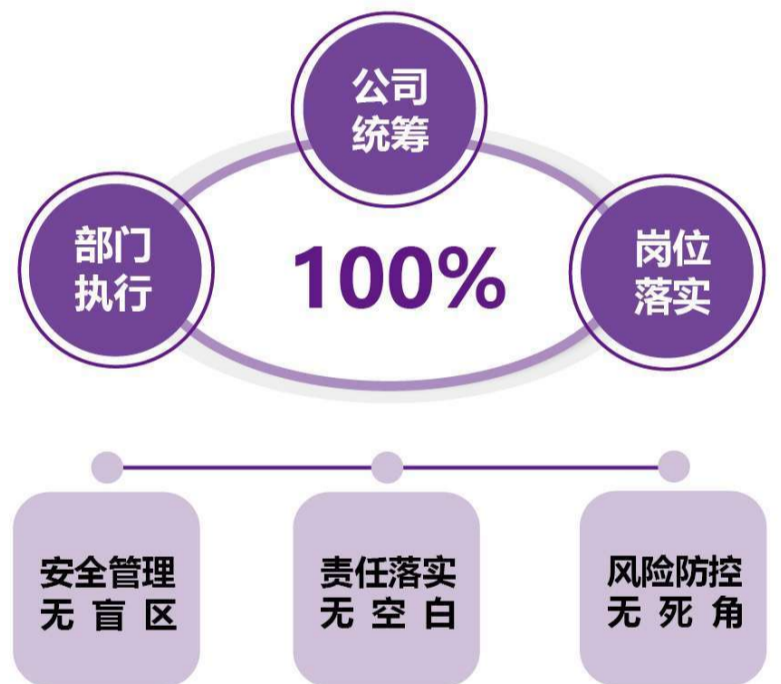 公司
统筹
部门
执行
100%
岗位
落实
安全管理
无盲区
责任落实
无空白
风险防控
无死角